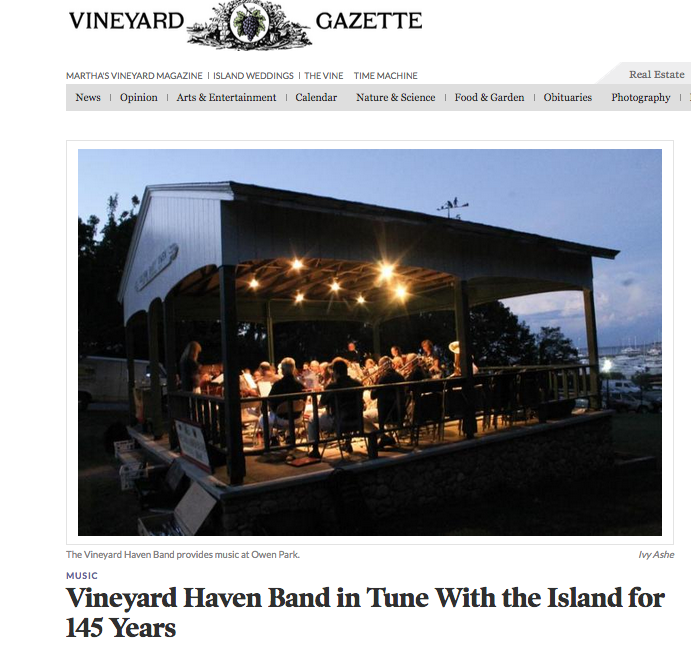 VINEYARD GAZETTE
MARTHA'S VINEYARD MAGAZINE | ISLAND WEDDINGS | THE VINE TIME MACHINE
Real Estate
News | Opinion | Arts & Entertainment | Calendar Nature & Science | Food & Garden | Obituaries Photography |
The Vineyard Haven Band provides music at Owen Park.
Ivy Ashe
MUSIC
Vineyard Haven Band in Tune With the Island for
145 Years